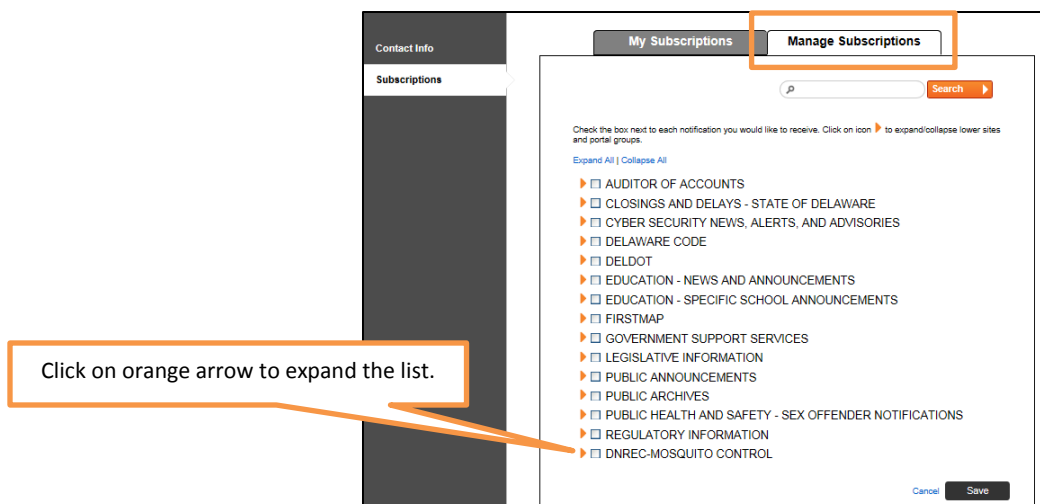 Contact Info
Subscriptions
My Subscriptions
Manage Subscriptions
Search
Check the box next to each notification you would like to receive. Click on icon to expand/collapse lower sites
and portal groups.
Expand All | Collapse All
AUDITOR OF ACCOUNTS
CLOSINGS AND DELAYS - STATE OF DELAWARE
CYBER SECURITY NEWS, ALERTS, AND ADVISORIES
DELAWARE CODE
DELDOT
EDUCATION - NEWS AND ANNOUNCEMENTS
EDUCATION - SPECIFIC SCHOOL ANNOUNCEMENTS
FIRSTMAP
GOVERNMENT SUPPORT SERVICES
LEGISLATIVE INFORMATION
PUBLIC ANNOUNCEMENTS
PUBLIC ARCHIVES
PUBLIC HEALTH AND SAFETY - SEX OFFENDER NOTIFICATIONS
REGULATORY INFORMATION
DNREC-MOSQUITO CONTROL
Click on orange arrow to expand the list.
Cancel
Save